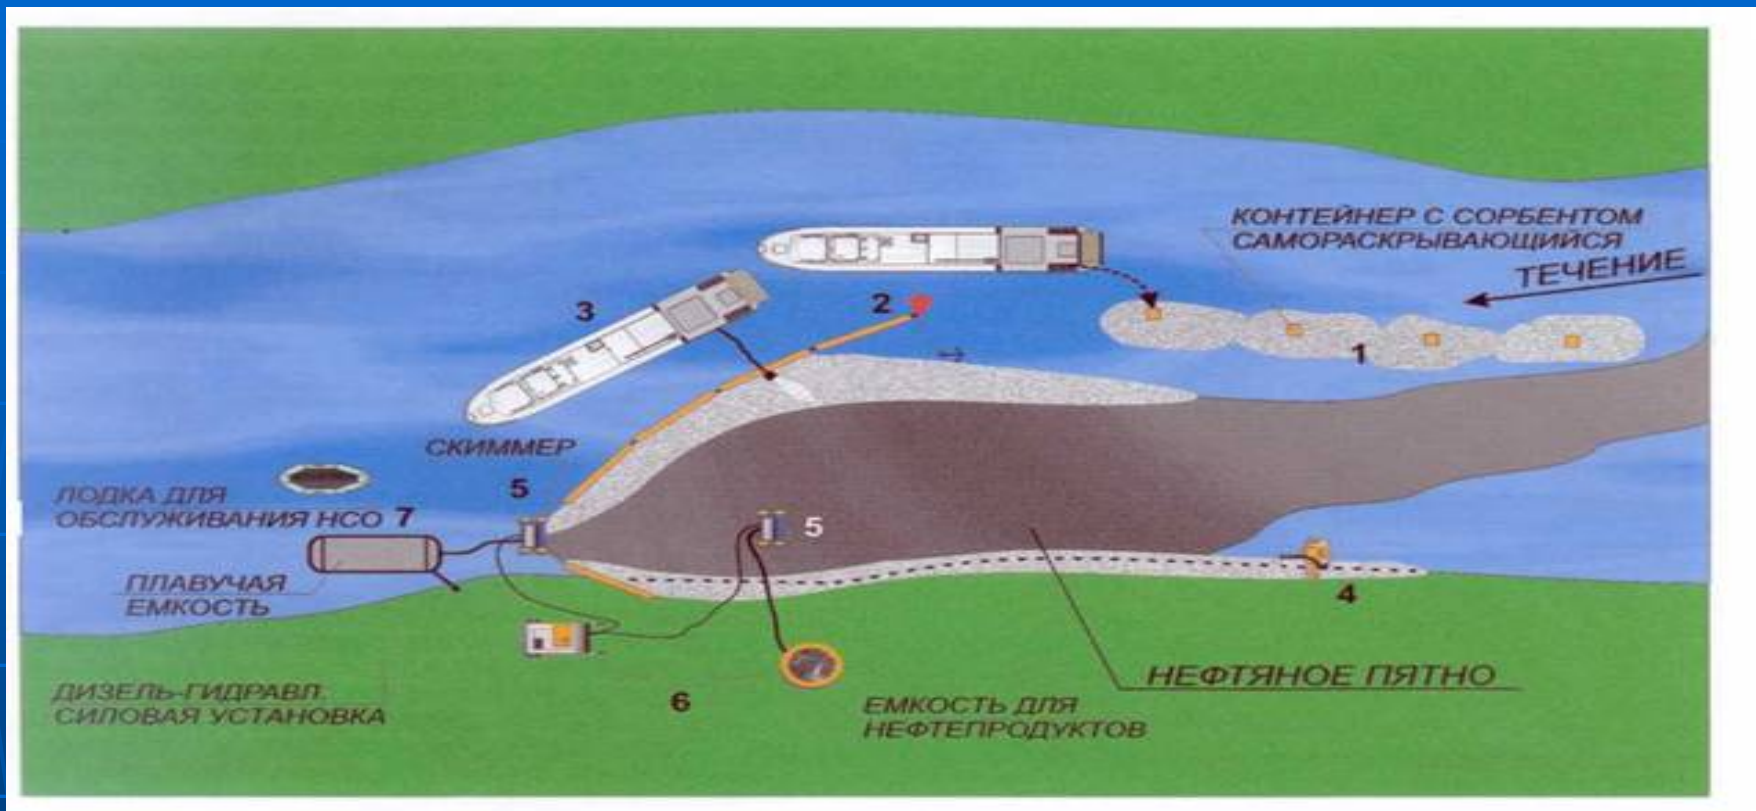 КОНТЕЙНЕР С СОРБЕНТОМ
САМОРАСКРЫВАЮЩИЙСЯ
ТЕЧЕНИЕ
2
3
1
СКИММЕР
5
ЛОДКА ДЛЯ
ОБСЛУЖИВАНИЯ НСО 7
5
ПЛАВУЧАЯ
ЕМКОСТЬ
4
НЕФТЯНОЕ ПЯТНО
ДИЗЕЛЬ-ГИДРАВЛ.
СИЛОВАЯ УСТАНОВКА
6
ЕМКОСТЬ ДЛЯ
НЕФТЕПРОДУКТОВ